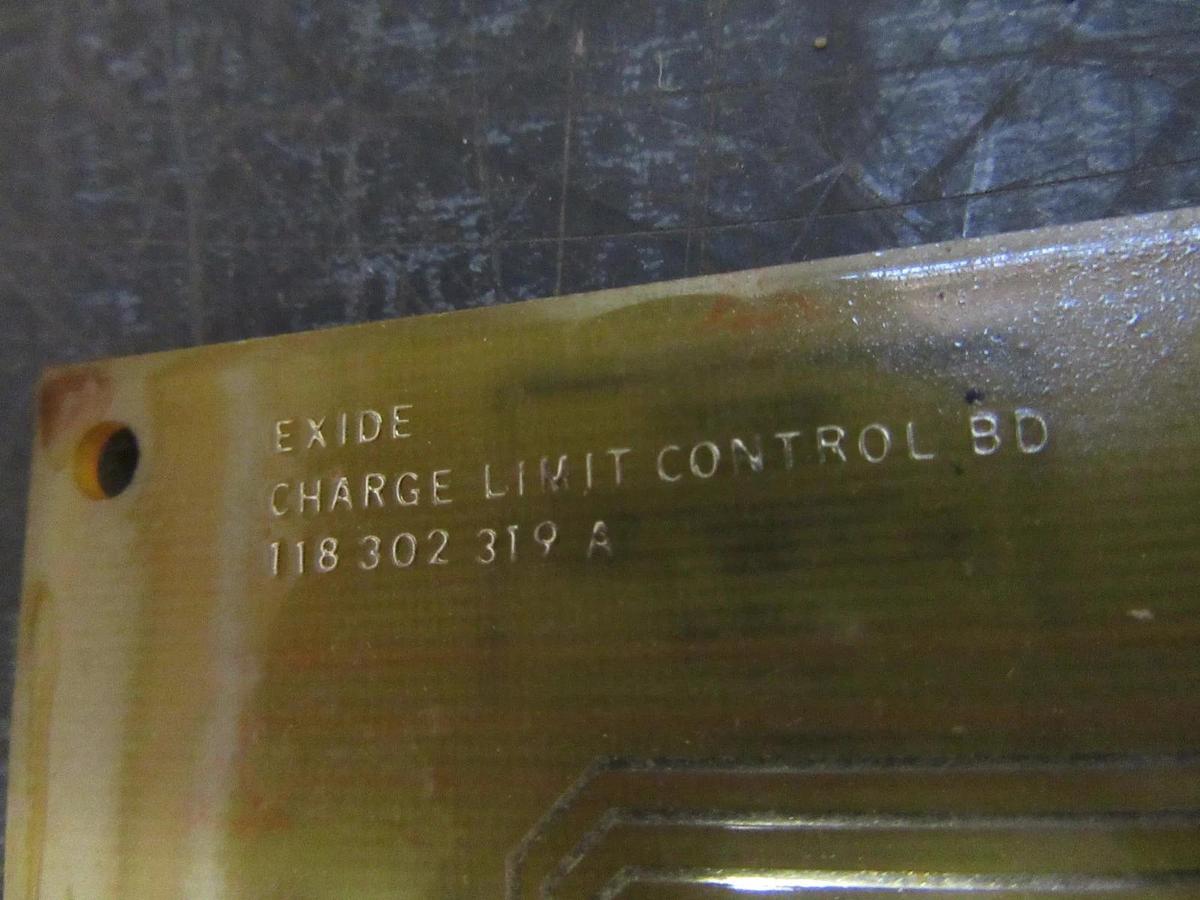 EXIDE
CHARGE LIMIT CONTROL BD
118 302 319 A